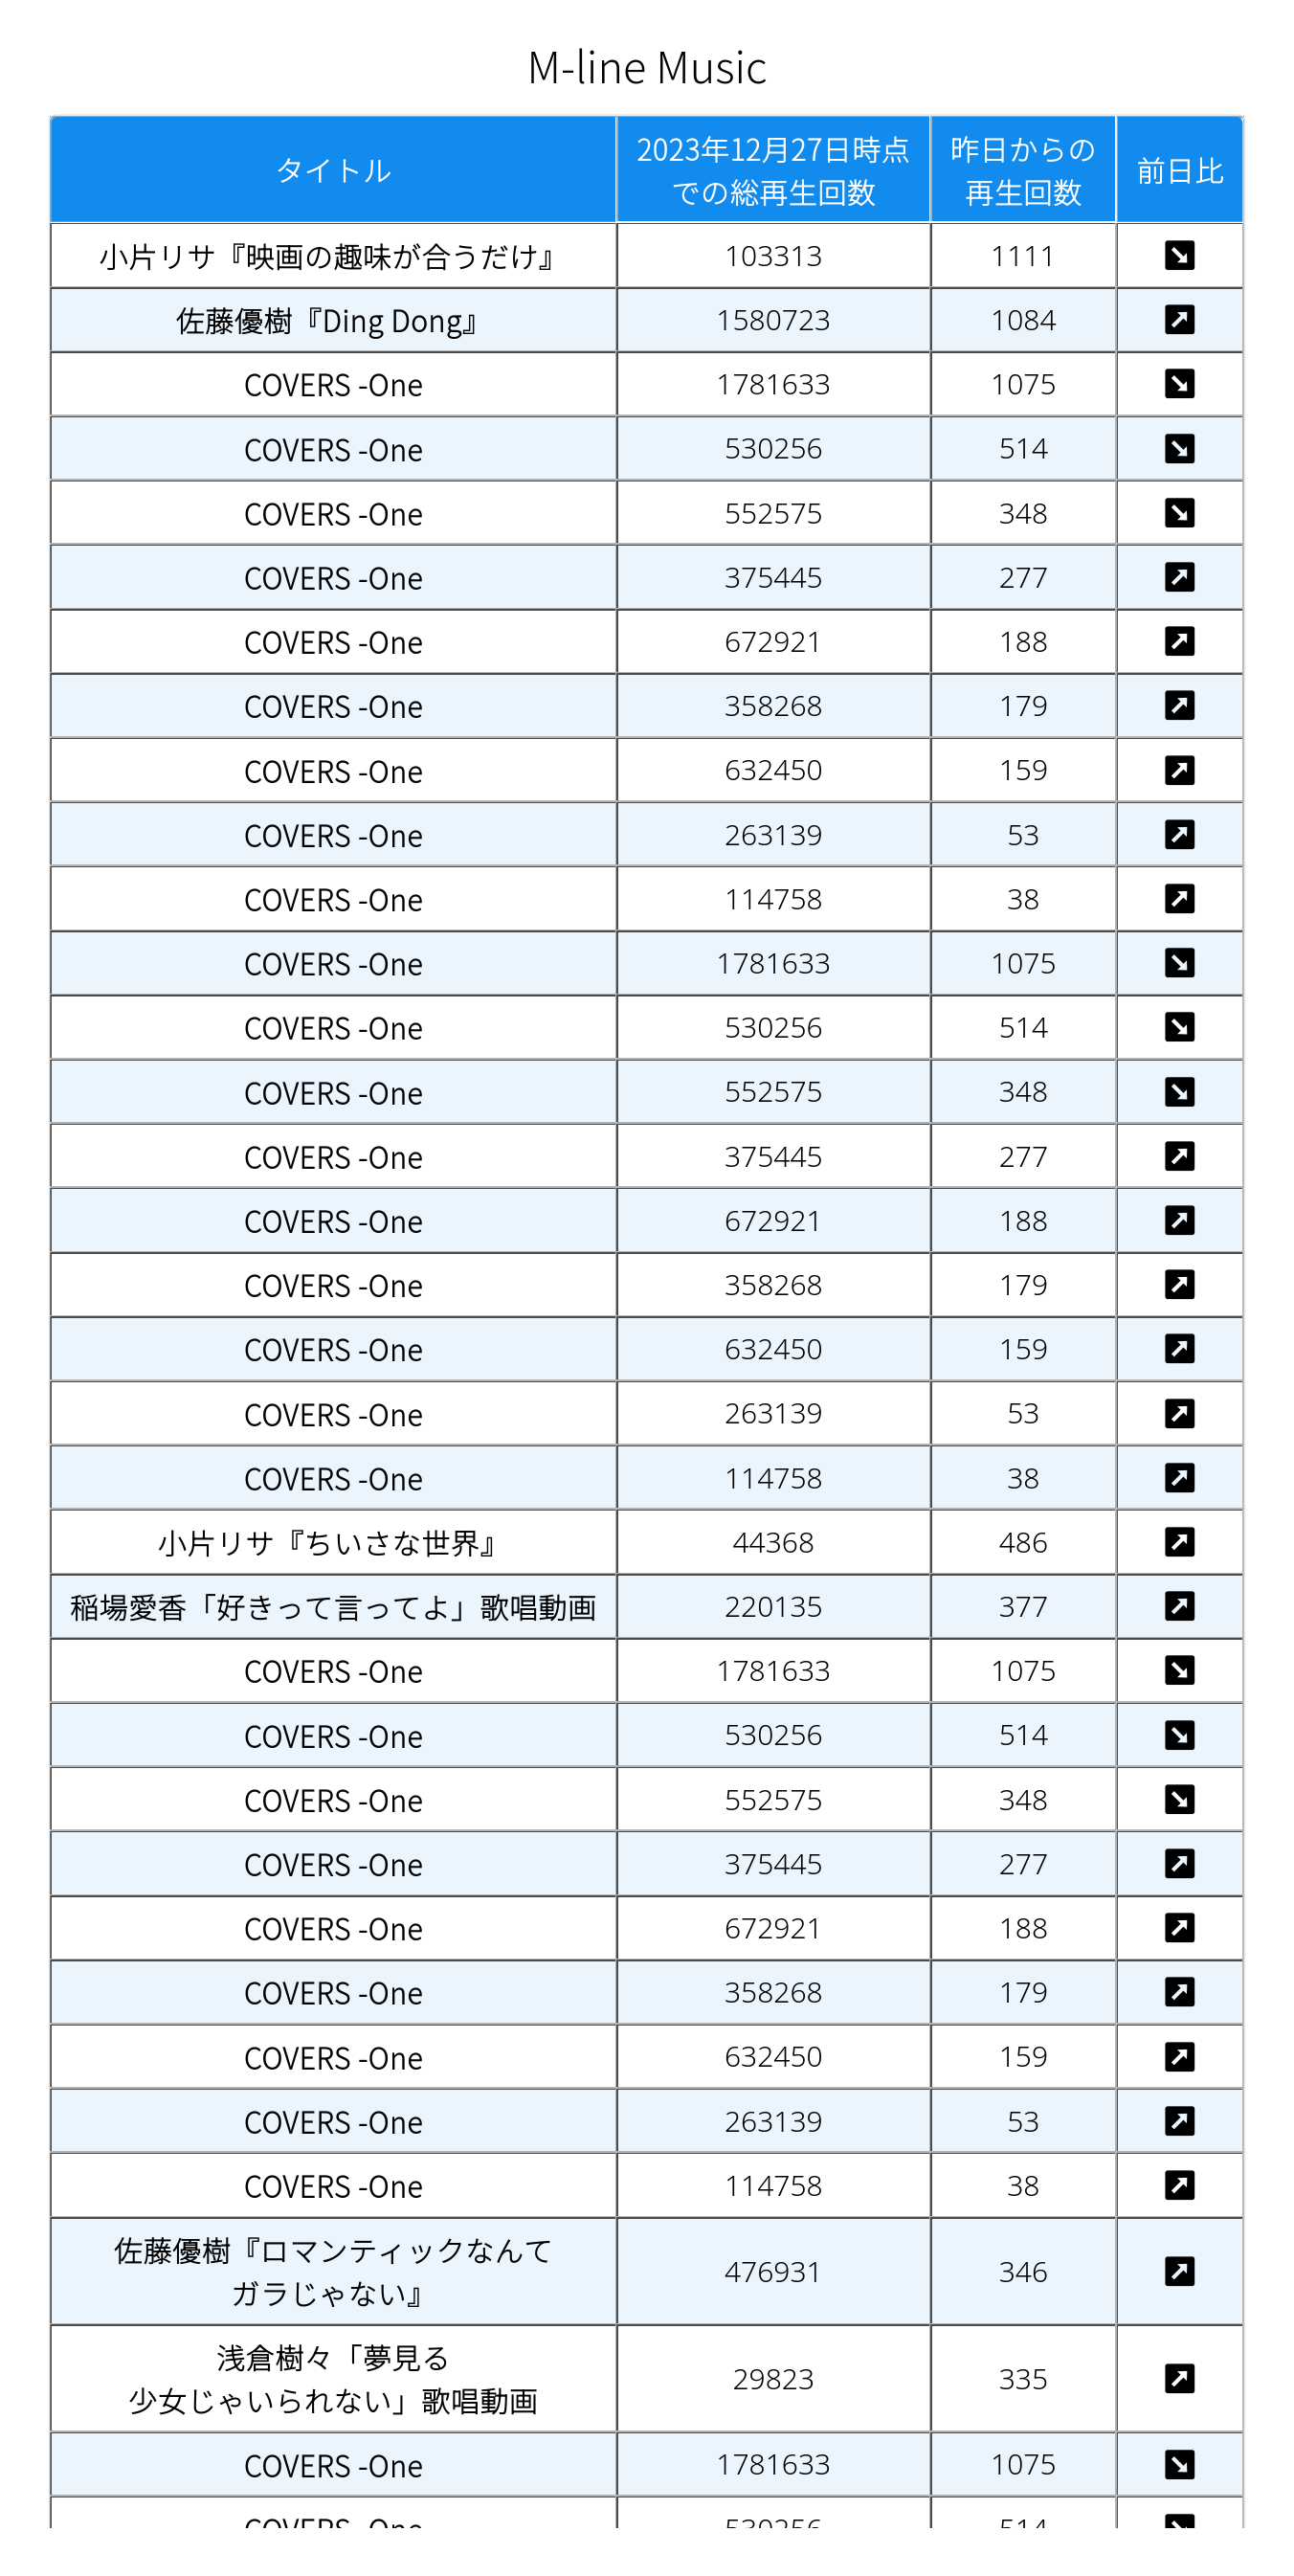 M-line Music
タイトル 2023年12月27日時点 昨日からの 前日比
での総再生回数 再生回数
小片リサ『映画の趣味が合うだけ』 103313 1111
佐藤優樹『Ding Dong』 1580723 1084
COVERS -One 1781633 1075
COVERS -One 530256 514
COVERS -One 552575 348
COVERS -One 375445 277
COVERS -One 672921 188
COVERS -One 358268 179
COVERS -One 632450 159
COVERS -One 263139 53
COVERS -One 114758 38
COVERS -One 1781633 1075
COVERS -One 530256 514
COVERS -One 552575 348
COVERS -One 375445 277
COVERS -One 672921 188
COVERS -One 358268 179
COVERS -One 632450 159
COVERS -One 263139 53
COVERS -One 114758 38
小片リサ『ちいさな世界』 44368 486
稲場愛香「好きって言ってよ」歌唱動画 220135 377
COVERS -One 1781633 1075
COVERS -One 530256 514
COVERS -One 552575 348
COVERS -One 375445 277
COVERS -One 672921 188
COVERS -One 358268 179
COVERS -One 632450 159
COVERS -One 263139 53
COVERS -One 114758 38
佐藤優樹『ロマンティックなんて
ガラじゃない』 476931 346
浅倉樹々「夢見る
少女じゃいられない」歌唱動画 29823 335
COVERS -One 1781633 1075
COVERS -One 530256 514